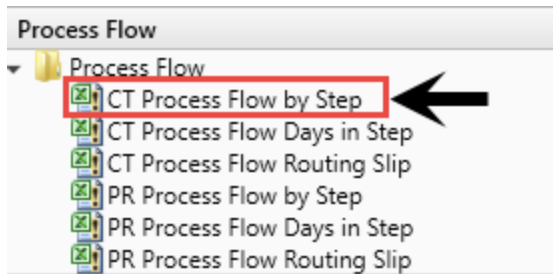 Process Flow
Process Flow
CT Process Flow by Step
CT Process Flow Days in Step
CT Process Flow Routing Slip
PR Process Flow by Step
PR Process Flow Days in Step
PR Process Flow Routing Slip